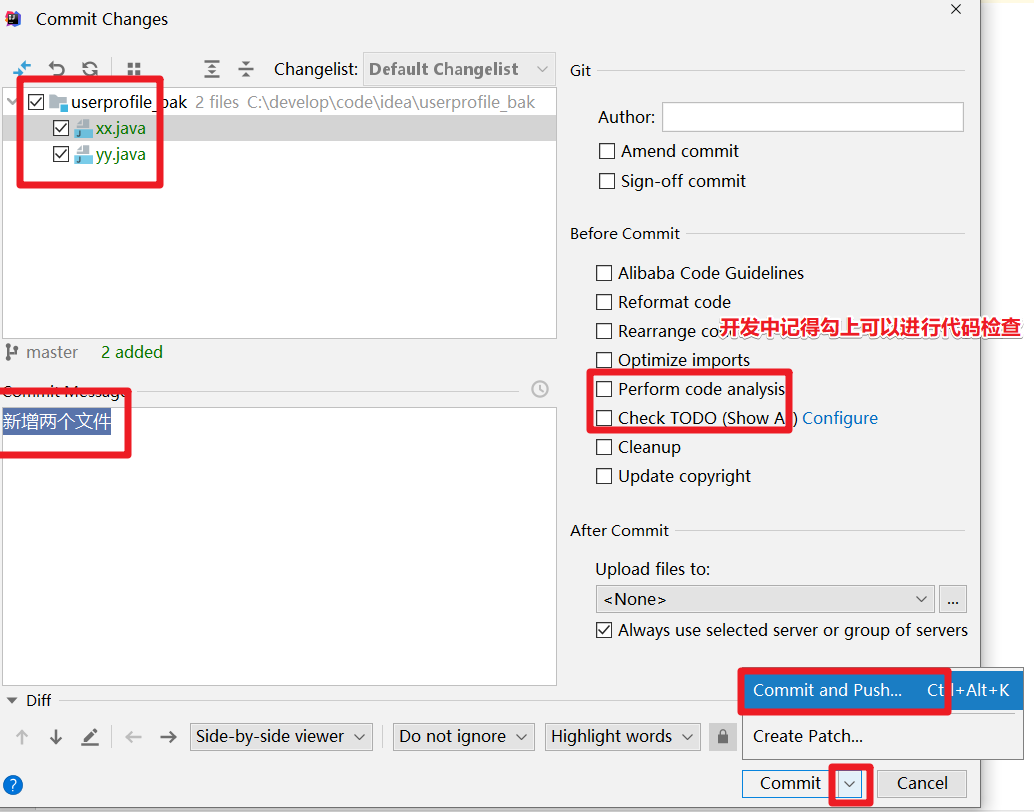 Commit Changes
Changelist: Default Changelist
userprofile_bak 2 files C:\develop\code\idea\userprofile_bak
xx.java
yy.java
master 2 added
Commit Message
新增两个文件
Git
Author:
Amend commit
Sign-off commit
Before Commit
Alibaba Code Guidelines
Reformat code
Rearrange
开发中记得勾上可以进行代码检查
Optimize imports
Perform code analysis
Check TODO (Show A ) Configure
Cleanup
Update copyright
After Commit
Upload files to:
<None>
...
Always use selected server or group of servers
Diff
Side-by-side viewer Do not ignore Highlight words
Commit and Push... Ctrl+Alt+K
Create Patch...
? Commit Cancel